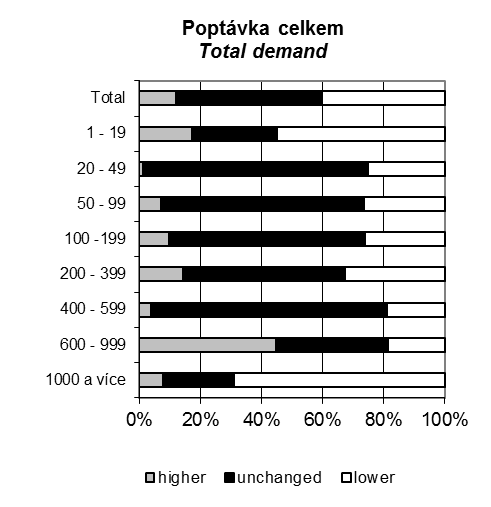 Poptávka celkem
Total demand
Total
1 - 19
20 - 49
50 - 99
100 -199
200 - 399
400 - 599
600 - 999
1000 a více
0% 20% 40% 60% 80% 100%
higher unchanged lower